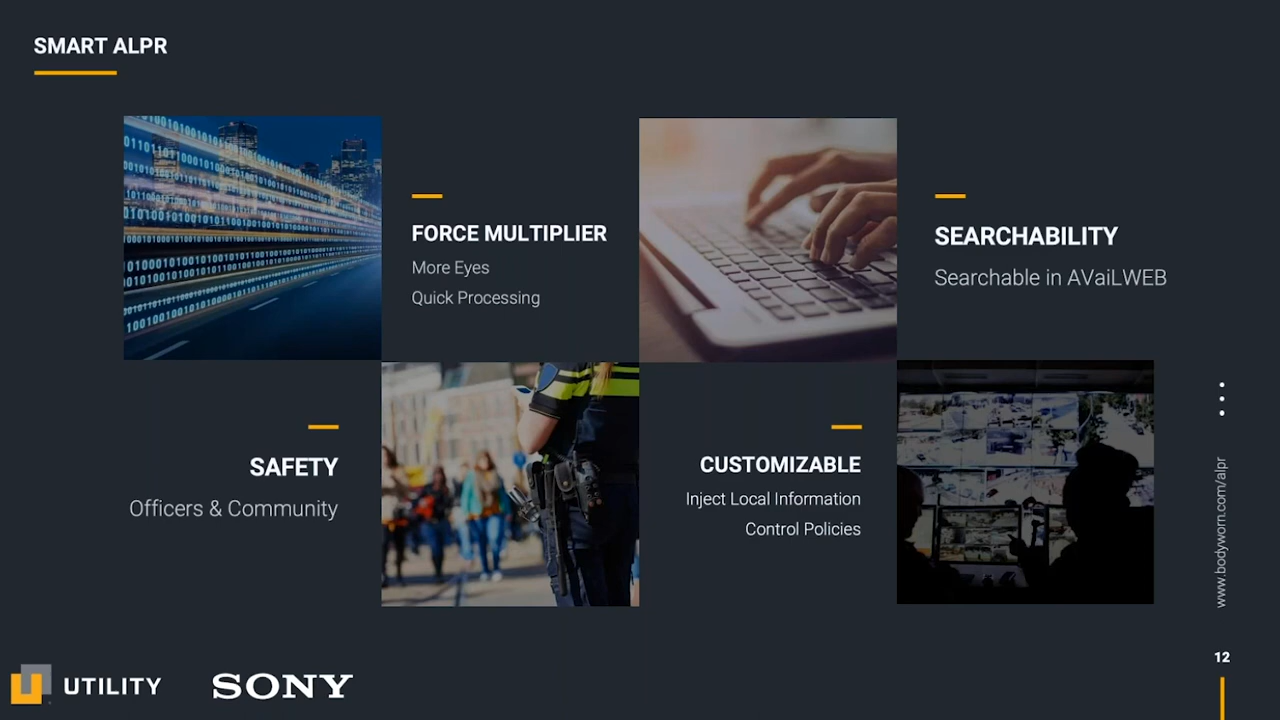 SMART ALPR
FORCE MULTIPLIER
More Eyes
Quick Processing
SEARCHABILITY
Searchable in AVaiLWEB
SAFETY
Officers & Community
CUSTOMIZABLE
Inject Local Information
Control Policies
www.bodyworn.com/alpr
12
UTILITY
SONY